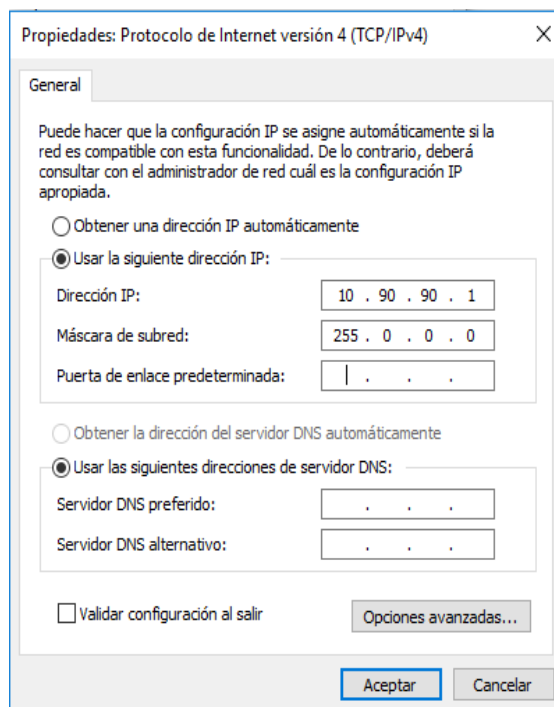 Propiedades: Protocolo de Internet versión 4 (TCP/IPv4)
General
Puede hacer que la configuración IP se asigne automáticamente si la
red es compatible con esta funcionalidad. De lo contrario, deberá
consultar con el administrador de red cuál es la configuración IP
apropiada.
Obtener una dirección IP automáticamente
Usar la siguiente dirección IP:
Dirección IP: 10 . 90 . 90 . 1
Máscara de subred: 255 . 0 . 0 . 0
Puerta de enlace predeterminada: . . .
Obtener la dirección del servidor DNS automáticamente
Usar las siguientes direcciones de servidor DNS:
Servidor DNS preferido: . . .
Servidor DNS alternativo: . . .
Validar configuración al salir
Opciones avanzadas...
Aceptar Cancelar